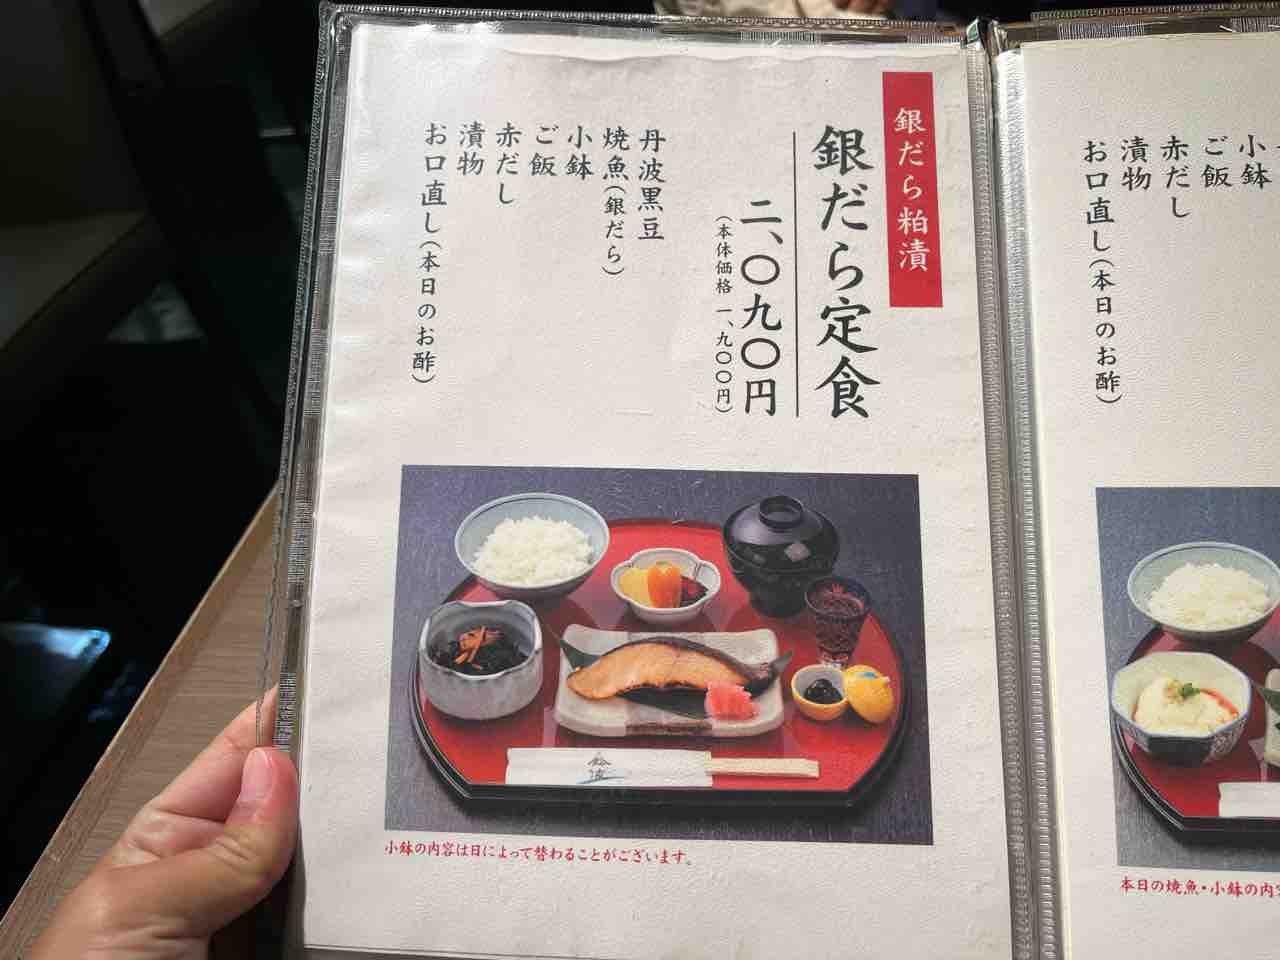 銀だら粕漬
銀だら定食
二、〇九〇円
(本体価格 一、九〇〇円)
丹波黒豆
焼魚(銀だら)
小鉢
ご飯
赤だし
漬物
お口直し(本日のお酢)
鈴波
小鉢の内容は日によって替わることがございます。
小鉢
ご飯
赤だし
漬物
お口直し(本日のお酢)
本日の焼魚・小鉢の内